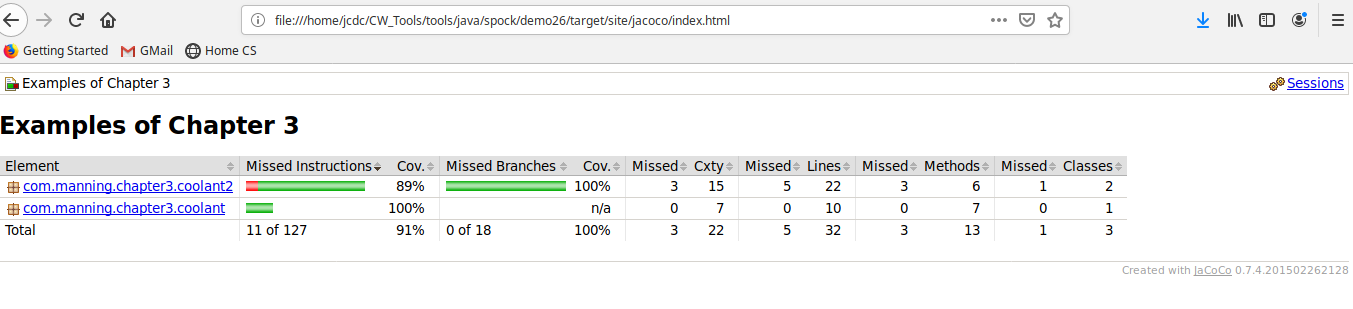 file:///home/jcdc/CW_Tools/tools/java/spock/demo26/target/site/jacoco/index.html
Getting Started GMail Home CS
Examples of Chapter 3 Sessions
Examples of Chapter 3
Element Missed Instructions Cov. Missed Branches Cov. Missed Cxty Missed Lines Missed Methods Missed Classes
com.manning.chapter3.coolant2 89% 100% 3 15 5 22 3 6 1 2
com.manning.chapter3.coolant 100% n/a 0 7 0 10 0 7 0 1
Total 11 of 127 91% 0 of 18 100% 3 22 5 32 3 13 1 3
Created with JaCoCo 0.7.4.201502262128